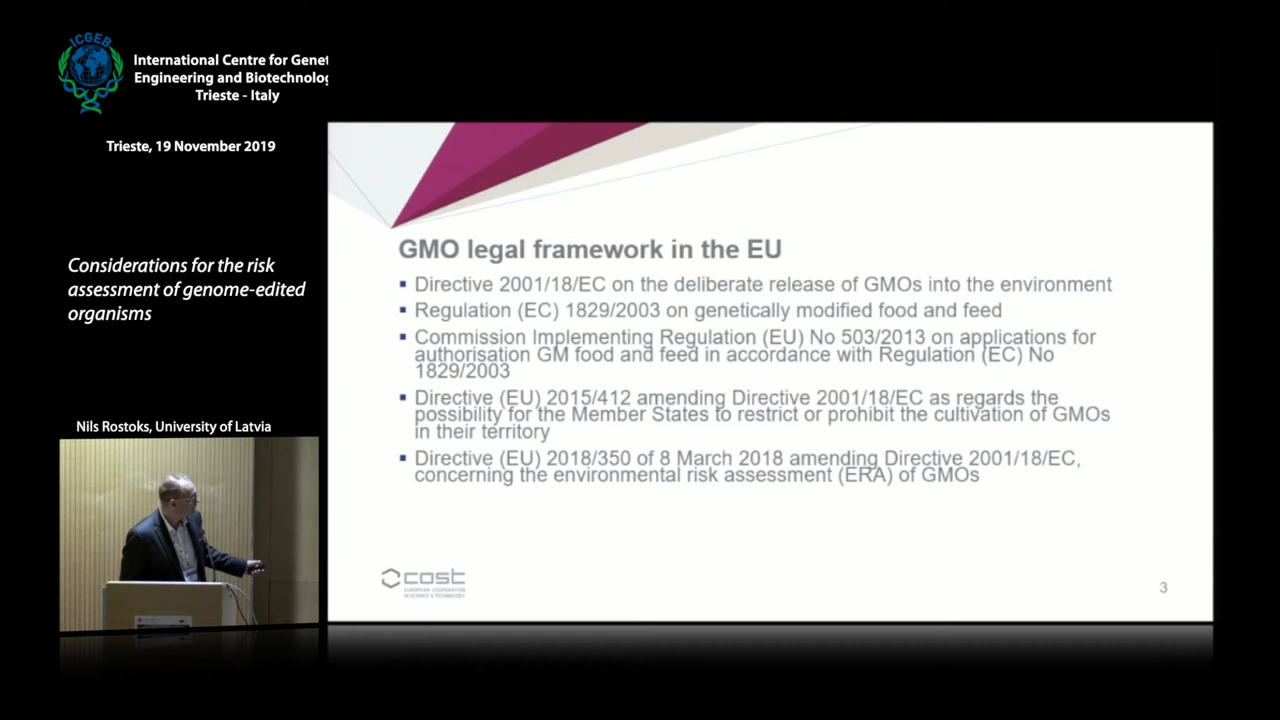 ICGEB
International Centre for Genet
Engineering and Biotechnolog
Trieste - Italy
Trieste, 19 November 2019
Considerations for the risk
assessment of genome-edited
organisms
Nils Rostoks, University of Latvia
GMO legal framework in the EU
▪ Directive 2001/18/EC on the deliberate release of GMOs into the environment
▪ Regulation (EC) 1829/2003 on genetically modified food and feed
▪ Commission Implementing Regulation (EU) No 503/2013 on applications for
authorisation GM food and feed in accordance with Regulation (EC) No
1829/2003
▪ Directive (EU) 2015/412 amending Directive 2001/18/EC as regards the
possibility for the Member States to restrict or prohibit the cultivation of GMOs
in their territory
▪ Directive (EU) 2018/350 of 8 March 2018 amending Directive 2001/18/EC,
concerning the environmental risk assessment (ERA) of GMOs
cost
EUROPEAN COOPERATION
IN SCIENCE & TECHNOLOGY
3